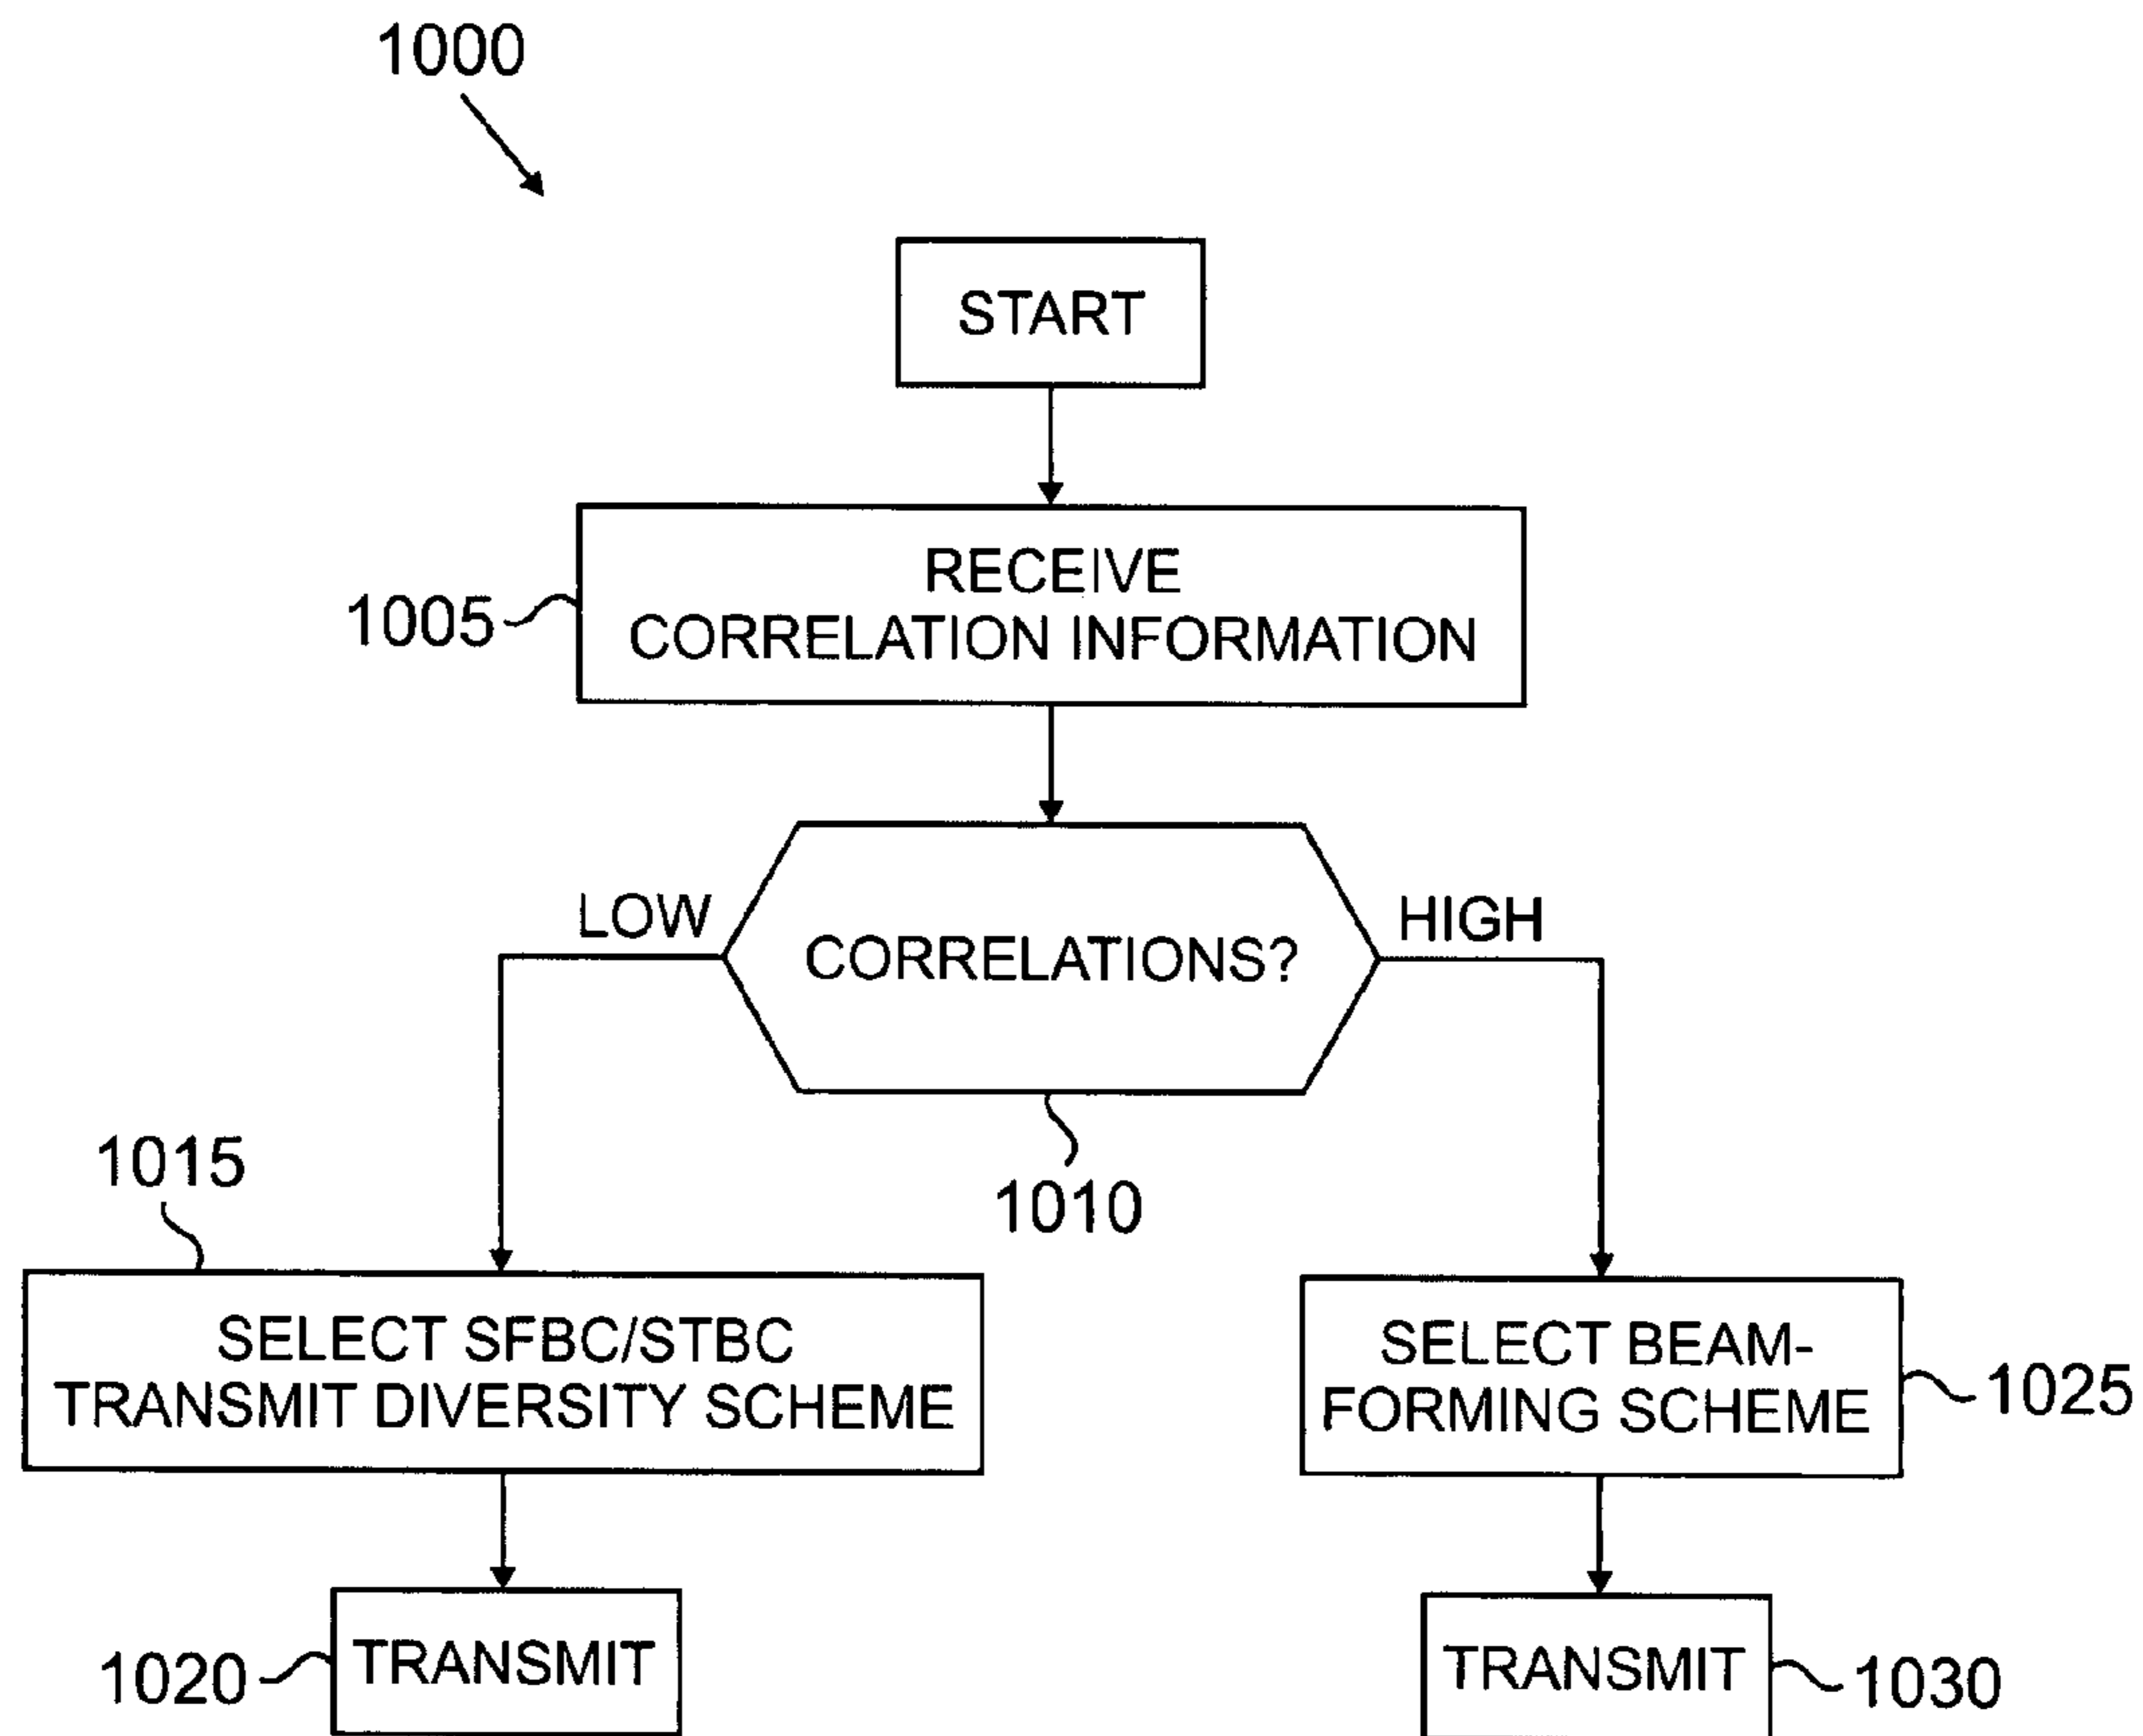 1000
START
1005
RECEIVE
CORRELATION INFORMATION
LOW
CORRELATIONS?
HIGH
1010
1015
SELECT SFBC/STBC
TRANSMIT DIVERSITY SCHEME
SELECT BEAM-
FORMING SCHEME
1025
1020
TRANSMIT
TRANSMIT
1030